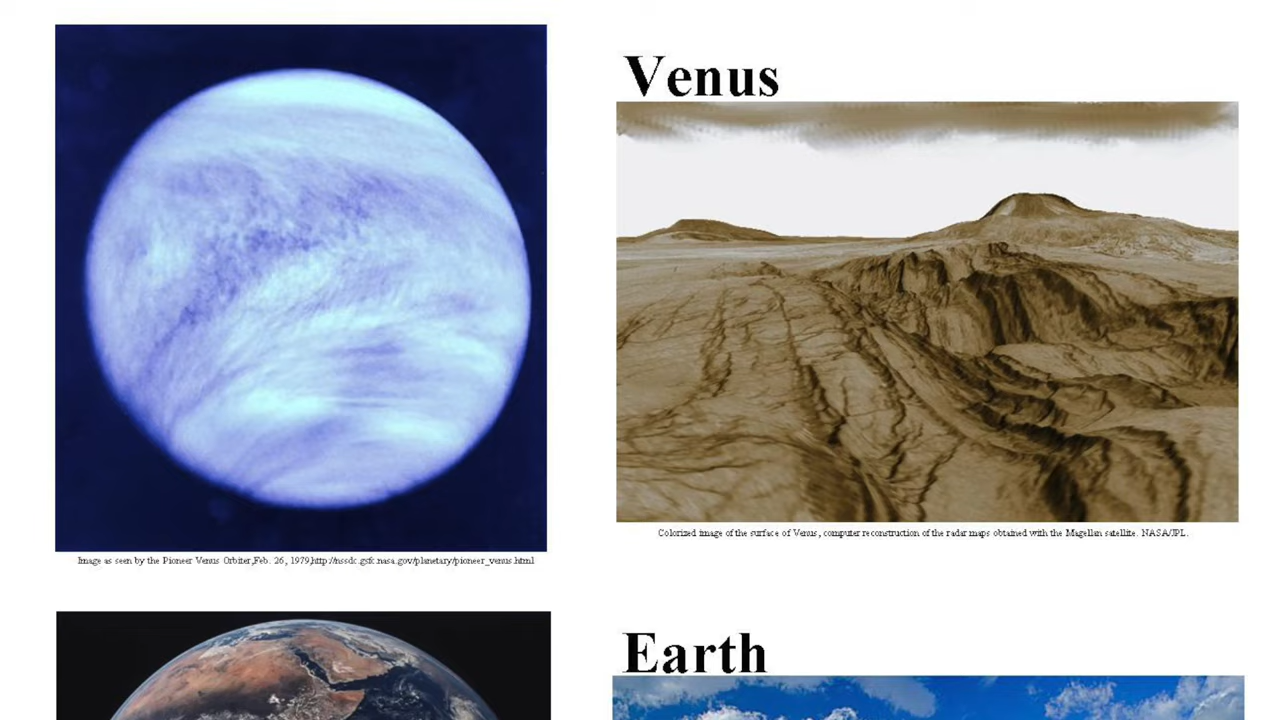 Venus
Colorized image of the surface of Venus, computer reconstruction of the radar maps obtained with the Magellan satellite. NASA/JPL.
Image as seen by the Pioneer Venus Orbiter,Feb. 26, 1979,http://nssdc.gsfc.nasa.gov/planetary/pioneer_venus.html
Earth